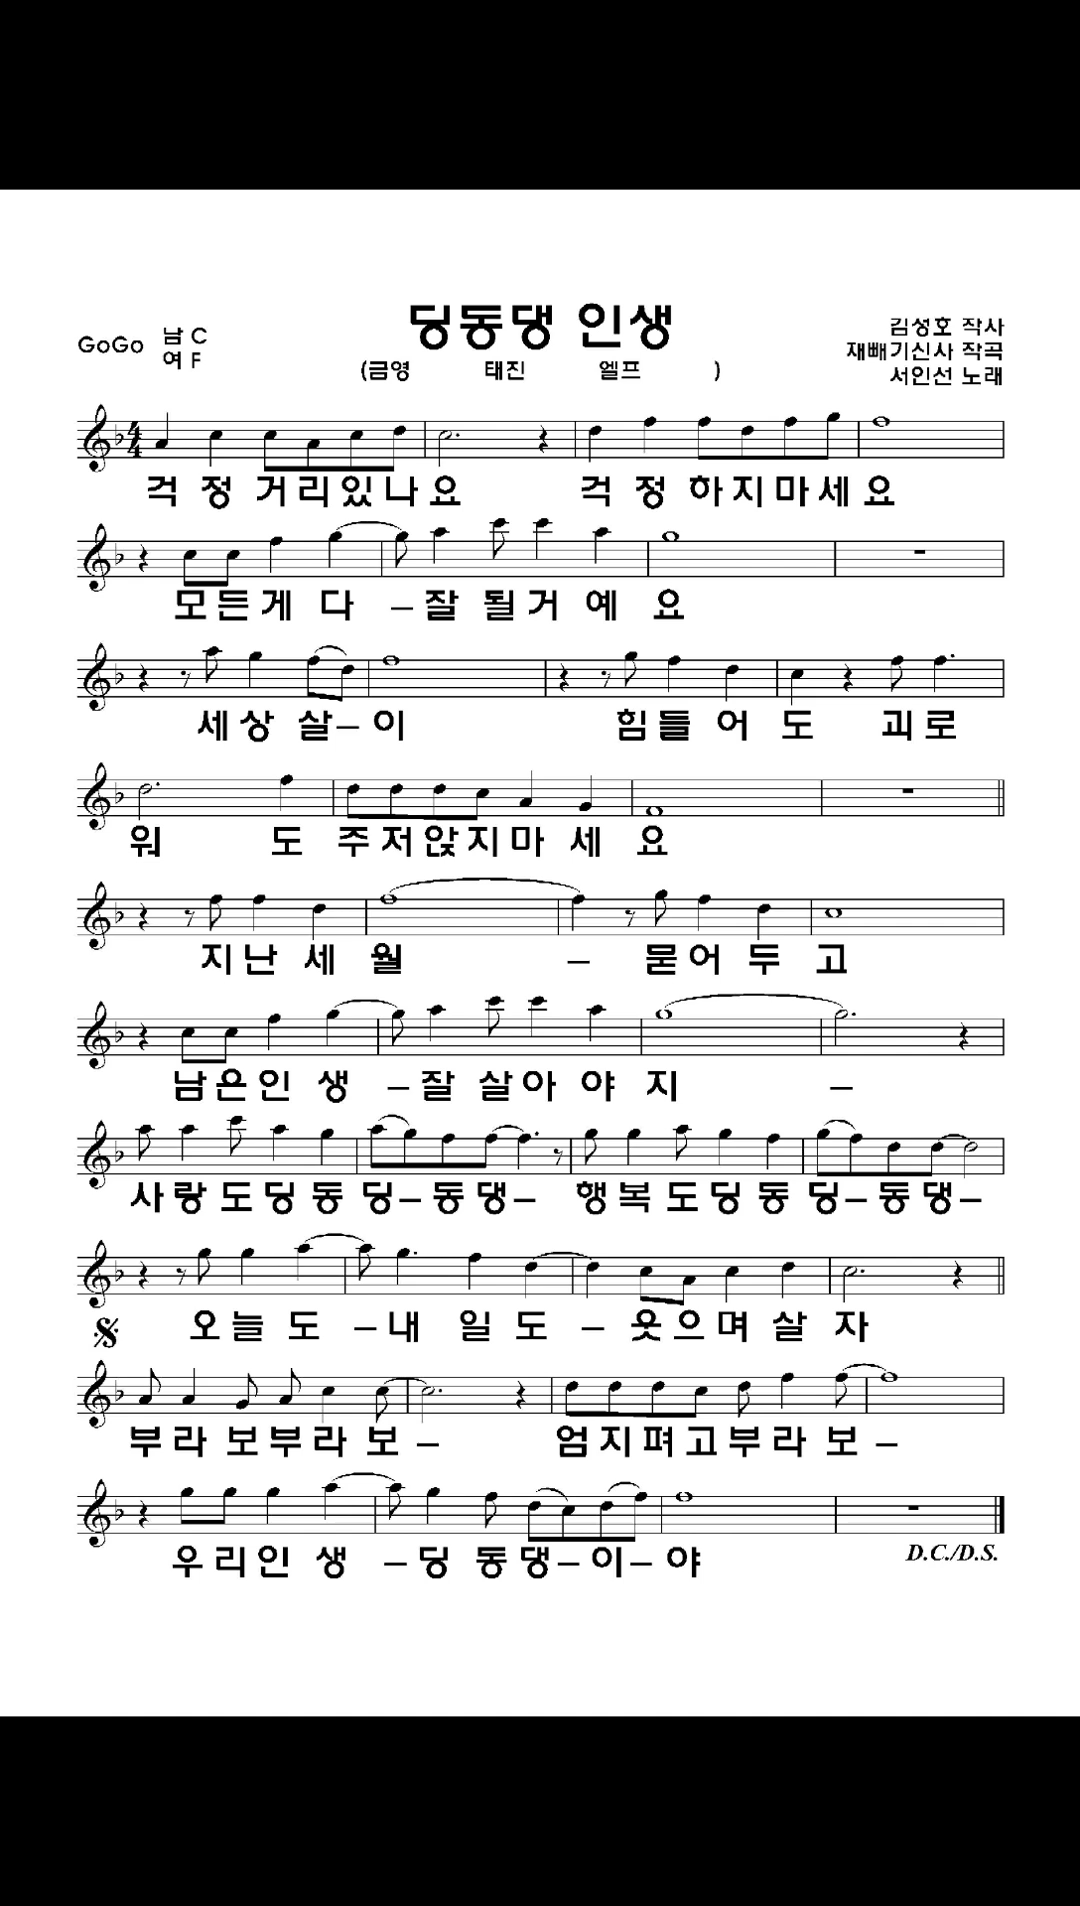 딩동댕 인생
GoGo 남 C
여 F
(금영 태진 엘프 )
김성호 작사
재빼기신사 작곡
서인선 노래
걱 정 거 리 있 나 요 걱 정 하 지 마 세 요
모 든 게 다 – 잘 될 거 예 요
세 상 살 – 이 힘 들 어 도 괴 로
워 도 주 저 앉 지 마 세 요
지 난 세 월 – 묻 어 두 고
남 은 인 생 – 잘 살 아 야 지 –
사 랑 도 딩 동 딩 – 동 댕 – 행 복 도 딩 동 딩 – 동 댕 –
오 늘 도 – 내 일 도 – 웃 으 며 살 자
부 라 보 부 라 보 – 엄 지 펴 고 부 라 보 –
우 리 인 생 – 딩 동 댕 – 이 – 야
D.C./D.S.